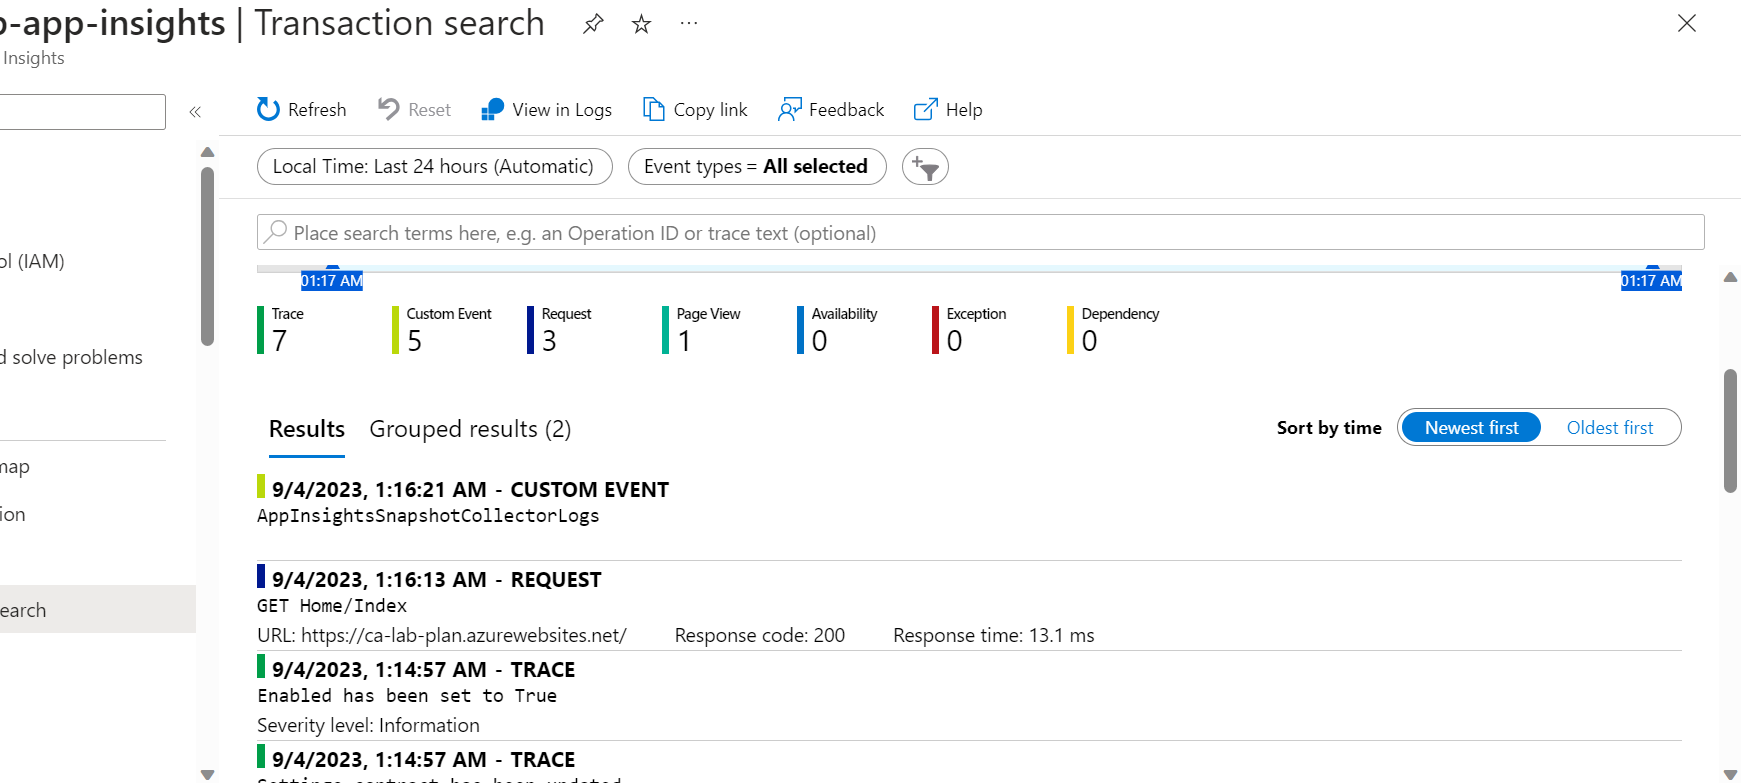 -app-insights | Transaction search
Insights
Refresh Reset View in Logs Copy link Feedback Help
Local Time: Last 24 hours (Automatic) Event types = All selected
Place search terms here, e.g. an Operation ID or trace text (optional)
ol (IAM)
01:17 AM 01:17 AM
Trace Custom Event Request Page View Availability Exception Dependency
7 5 3 1 0 0 0
d solve problems
Results Grouped results (2) Sort by time Newest first Oldest first
map
9/4/2023, 1:16:21 AM - CUSTOM EVENT
AppInsightsSnapshotCollectorLogs
ion
9/4/2023, 1:16:13 AM - REQUEST
GET Home/Index
earch
URL: https://ca-lab-plan.azurewebsites.net/ Response code: 200 Response time: 13.1 ms
9/4/2023, 1:14:57 AM - TRACE
Enabled has been set to True
Severity level: Information
9/4/2023, 1:14:57 AM - TRACE
Settings contract has been updated